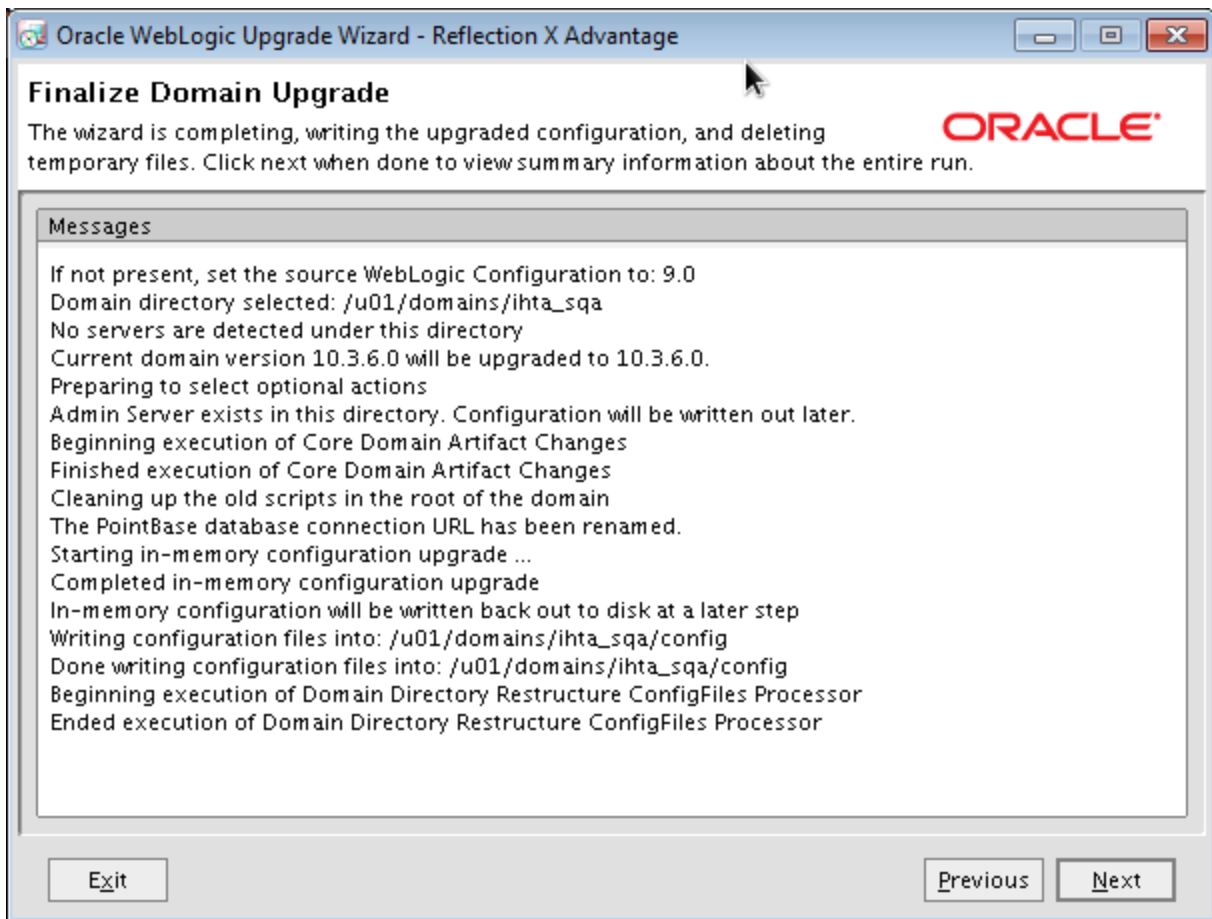 Oracle WebLogic Upgrade Wizard - Reflection X Advantage
Finalize Domain Upgrade
The wizard is completing, writing the upgraded configuration, and deleting
temporary files. Click next when done to view summary information about the entire run.
ORACLE
Messages
If not present, set the source WebLogic Configuration to: 9.0
Domain directory selected: /u01/domains/ihta_sqa
No servers are detected under this directory
Current domain version 10.3.6.0 will be upgraded to 10.3.6.0.
Preparing to select optional actions
Admin Server exists in this directory. Configuration will be written out later.
Beginning execution of Core Domain Artifact Changes
Finished execution of Core Domain Artifact Changes
Cleaning up the old scripts in the root of the domain
The PointBase database connection URL has been renamed.
Starting in-memory configuration upgrade ...
Completed in-memory configuration upgrade
In-memory configuration will be written back out to disk at a later step
Writing configuration files into: /u01/domains/ihta_sqa/config
Done writing configuration files into: /u01/domains/ihta_sqa/config
Beginning execution of Domain Directory Restructure ConfigFiles Processor
Ended execution of Domain Directory Restructure ConfigFiles Processor
Exit
Previous
Next